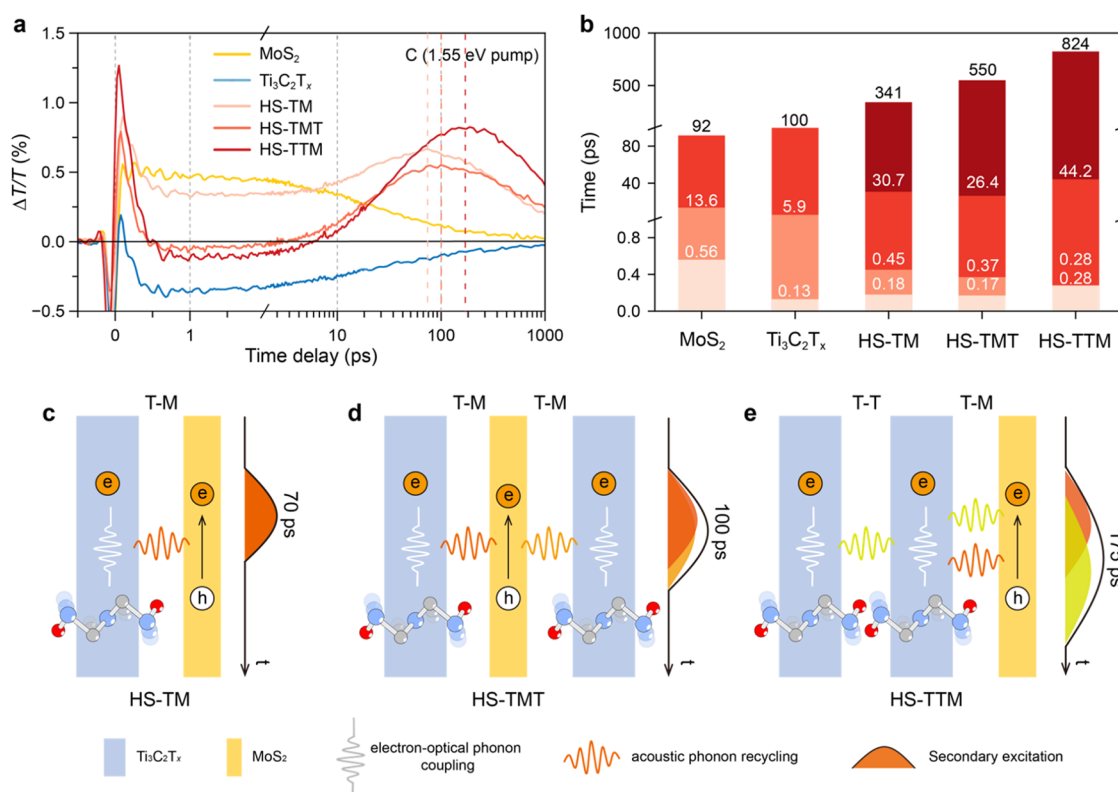 a
1.5
1.0
0.5
0.0
−0.5
ΔT/T (%)
MoS₂
Ti₃C₂Tₓ
HS-TM
HS-TMT
HS-TTM
C (1.55 eV pump)
0
1
10
100
1000
Time delay (ps)
b
1000
500
80
40
0.8
0.4
0.0
Time (ps)
92
13.6
0.56
100
5.9
0.13
341
30.7
0.45
0.18
550
26.4
0.37
0.17
824
44.2
0.28
0.28
MoS₂
Ti₃C₂Tₓ
HS-TM
HS-TMT
HS-TTM
c
T-M
e
e
h
70 ps
t
HS-TM
d
T-M
T-M
e
e
e
h
100 ps
t
HS-TMT
e
T-T
T-M
e
e
e
h
175 ps
t
HS-TTM
Ti₃C₂Tₓ
MoS₂
electron-optical phonon
coupling
acoustic phonon recycling
Secondary excitation